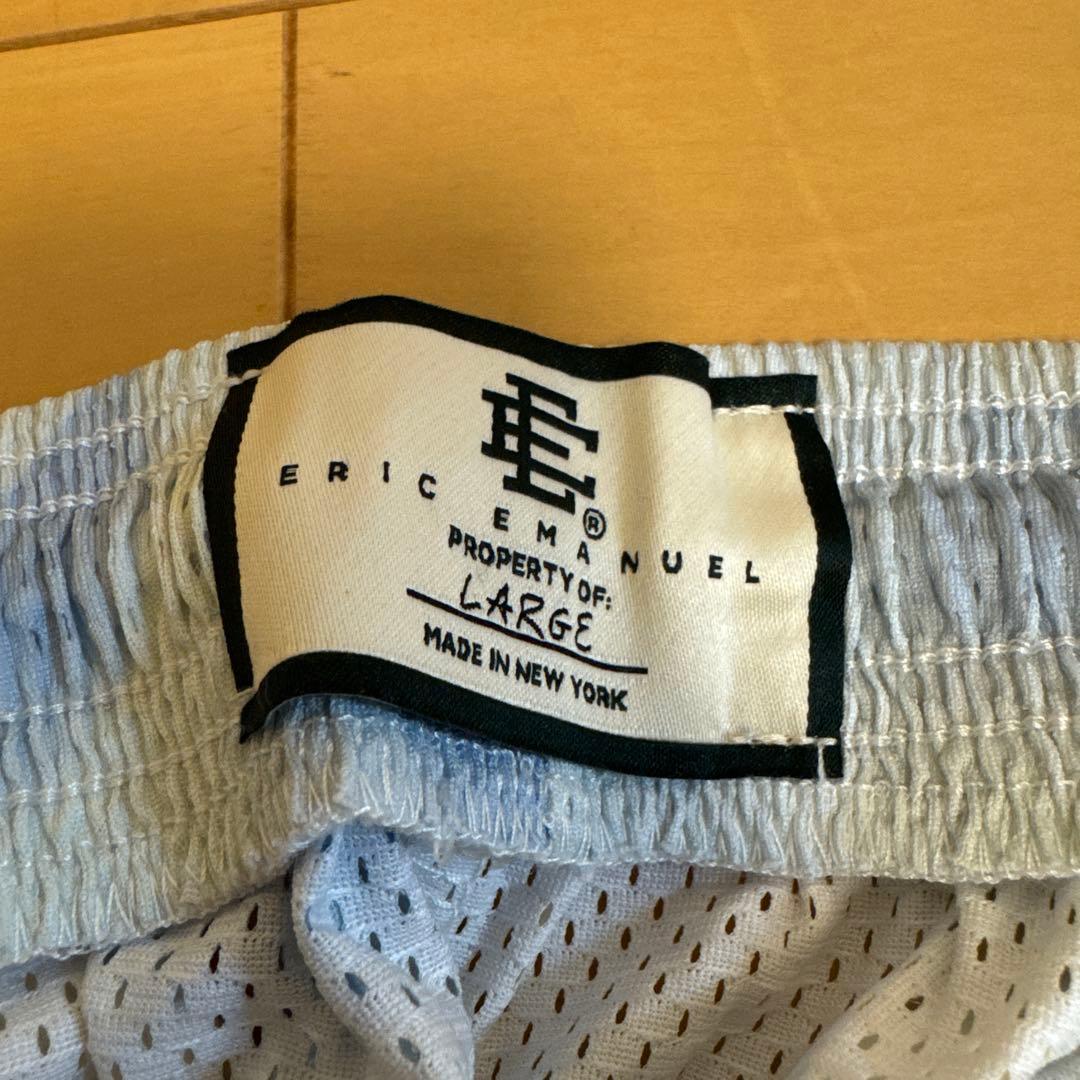 EE®
ERIC EMANUEL
PROPERTY OF:
LARGE
MADE IN NEW YORK